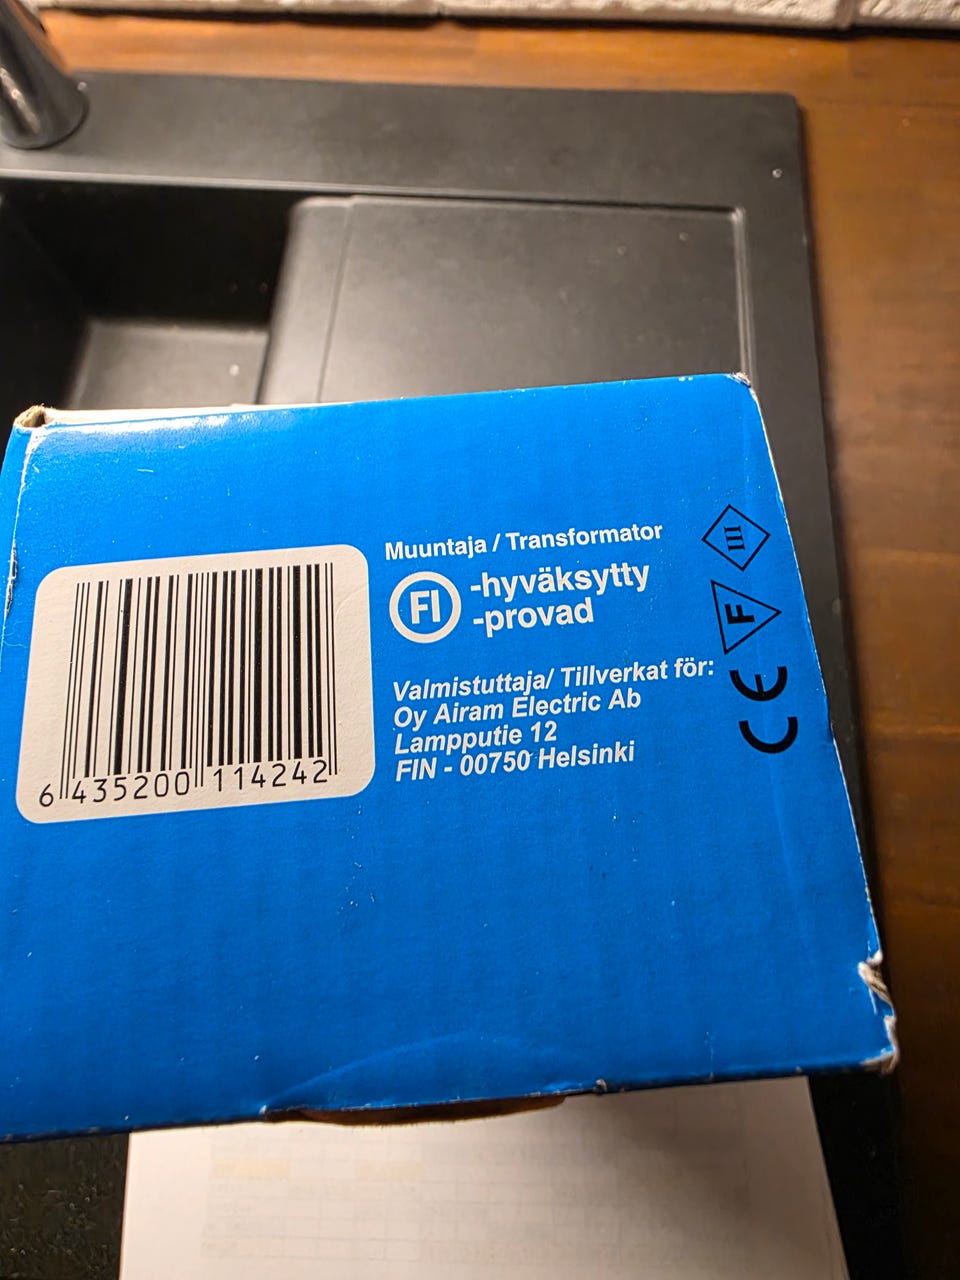 Muuntaja / Transformator
FI -hyväksytty
-provad
Valmistuttaja/ Tillverkat för:
Oy Airam Electric Ab
Lampputie 12
FIN - 00750 Helsinki
III
F
CE
6 435200 114242